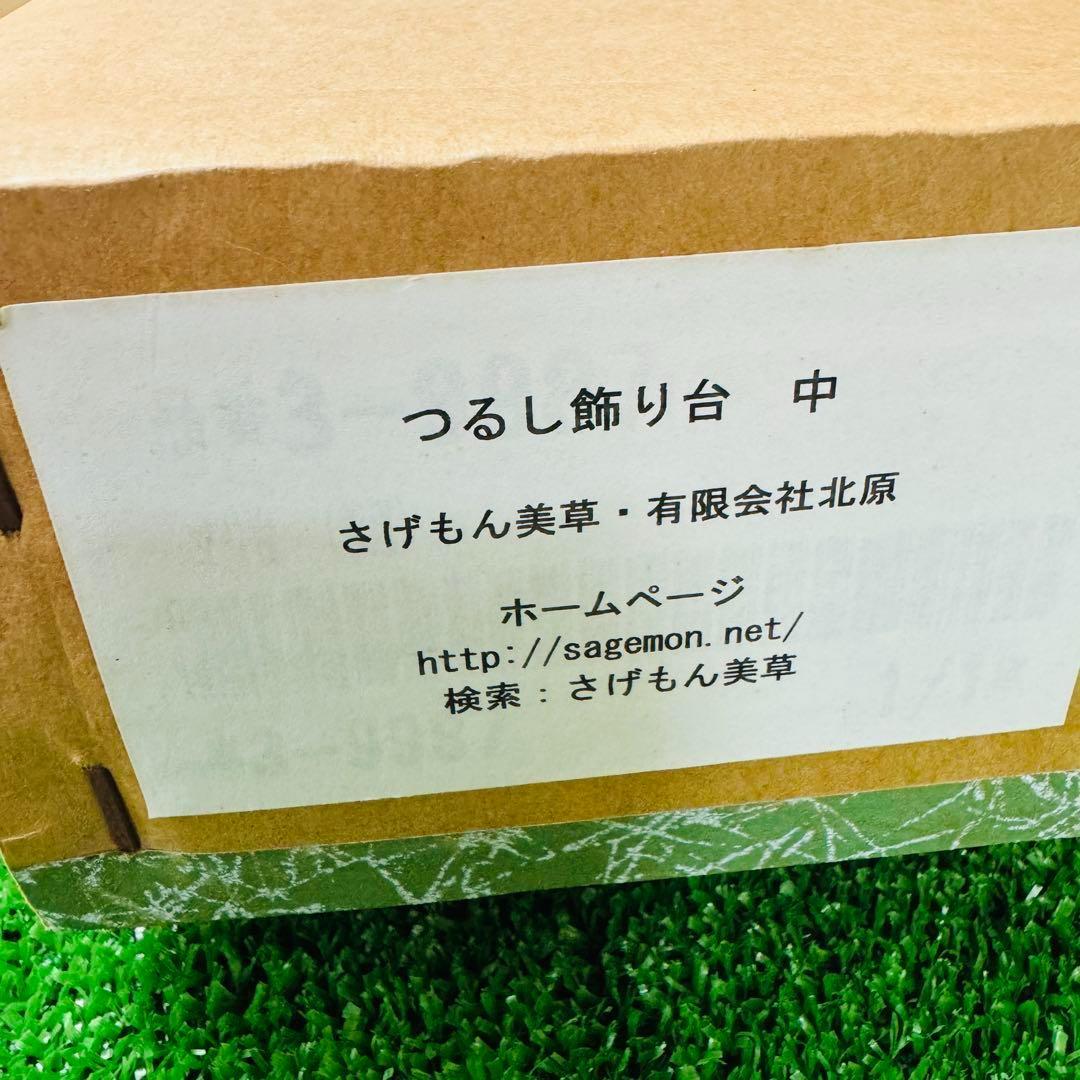 つるし飾り台　中
さげもん美草・有限会社北原
ホームページ
http://sagemon.net/
検索：さげもん美草